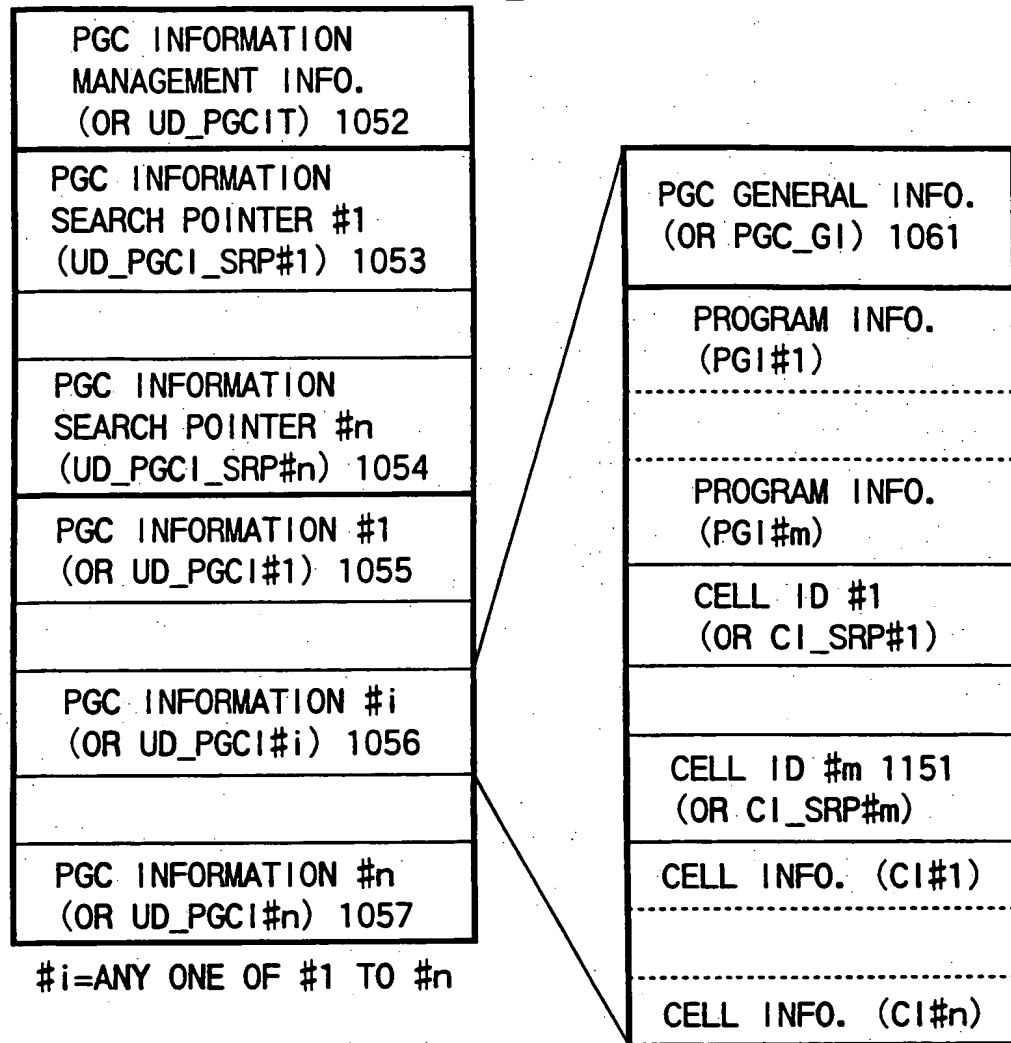 PGC INFORMATION
MANAGEMENT INFO.
(OR UD_PGCIT) 1052
PGC INFORMATION
SEARCH POINTER #1
(UD_PGCI_SRP#1) 1053
PGC INFORMATION
SEARCH POINTER #n
(UD_PGCI_SRP#n) 1054
PGC INFORMATION #1
(OR UD_PGCI#1) 1055
PGC INFORMATION #i
(OR UD_PGCI#i) 1056
PGC INFORMATION #n
(OR UD_PGCI#n) 1057
#i=ANY ONE OF #1 TO #n
PGC GENERAL INFO.
(OR PGC_GI) 1061
PROGRAM INFO.
(PGI#1)
PROGRAM INFO.
(PGI#m)
CELL ID #1
(OR CI_SRP#1)
CELL ID #m 1151
(OR CI_SRP#m)
CELL INFO. (CI#1)
CELL INFO. (CI#n)